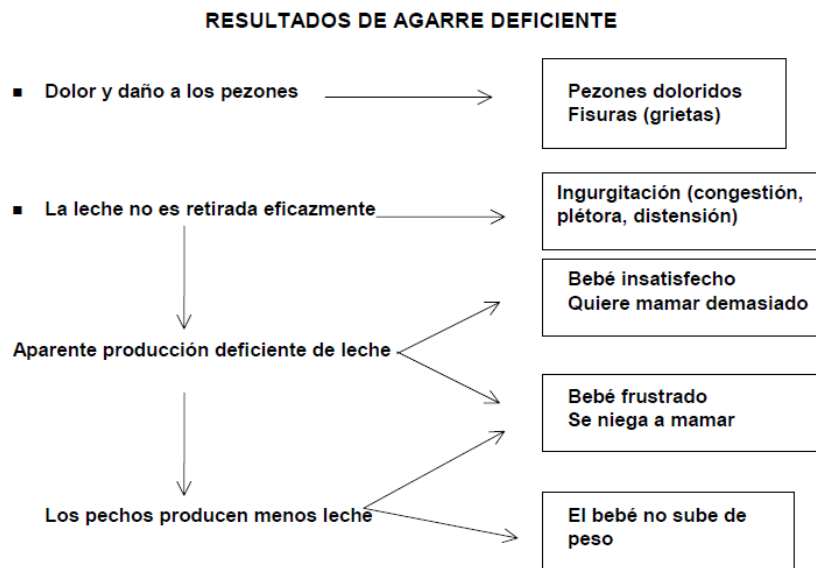 RESULTADOS DE AGARRE DEFICIENTE
▪ Dolor y daño a los pezones
Pezones doloridos
Fisuras (grietas)
▪ La leche no es retirada eficazmente
Ingurgitación (congestión,
plétora, distensión)
Bebé insatisfecho
Quiere mamar demasiado
Aparente producción deficiente de leche
Bebé frustrado
Se niega a mamar
Los pechos producen menos leche
El bebé no sube de
peso